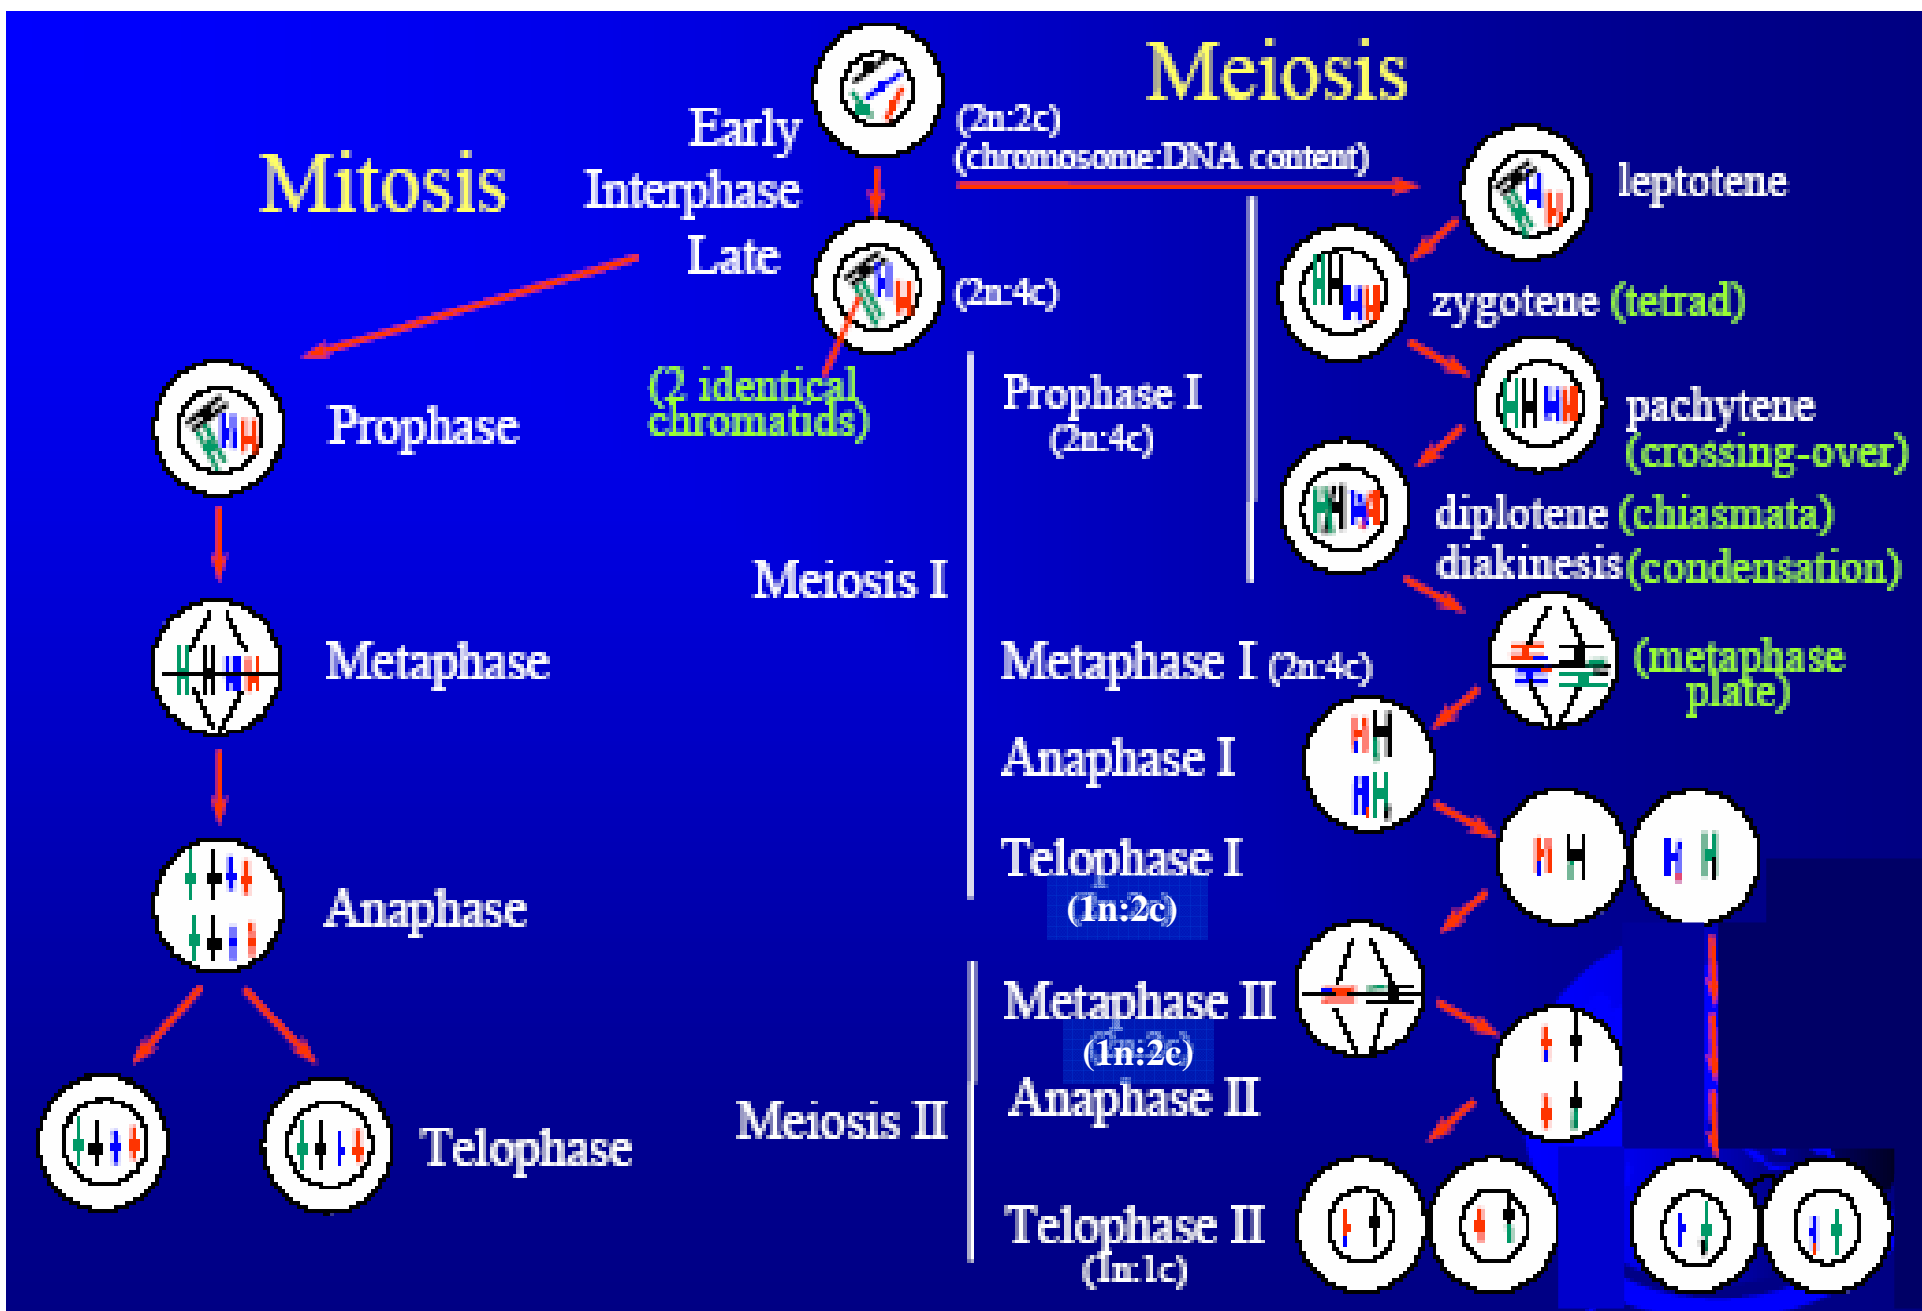 Meiosis
Mitosis
Early
Interphase
Late
(2n:2c)
(chromosome:DNA content)
(2n:4c)
(2 identical
chromatids)
Prophase
Metaphase
Anaphase
Telophase
Meiosis I
Prophase I
(2n:4c)
leptotene
zygotene (tetrad)
pachytene
(crossing-over)
diplotene (chiasmata)
diakinesis (condensation)
Metaphase I (2n:4c)
(metaphase
plate)
Anaphase I
Telophase I
(1n:2c)
Meiosis II
Metaphase II
(1n:2c)
Anaphase II
Telophase II
(1n:1c)